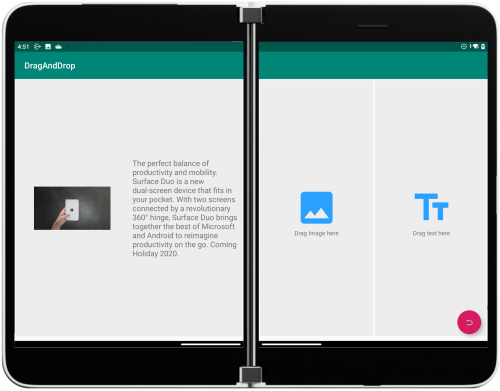 4:51
DragAndDrop
The perfect balance of
productivity and mobility.
Surface Duo is a new
dual-screen device that fits in
your pocket. With two screens
connected by a revolutionary
360° hinge, Surface Duo brings
together the best of Microsoft
and Android to reimagine
productivity on the go. Coming
Holiday 2020.
Drag Image here
Drag text here